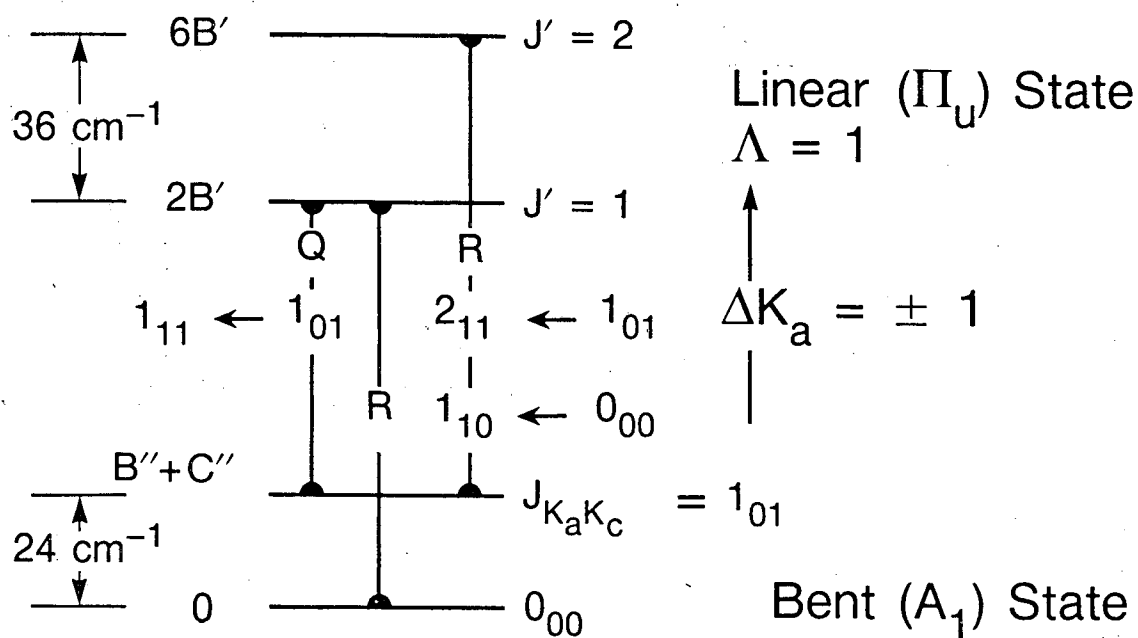 6B′ J′ = 2
Linear (Πu) State
36 cm⁻¹ Λ = 1
2B′ J′ = 1
Q R
1₁₁ ← 1₀₁ 2₁₁ ← 1₀₁ ΔKₐ = ± 1
R 1₁₀ ← 0₀₀
B″+C″
J_KₐK_c = 1₀₁
24 cm⁻¹
0 0₀₀ Bent (A₁) State